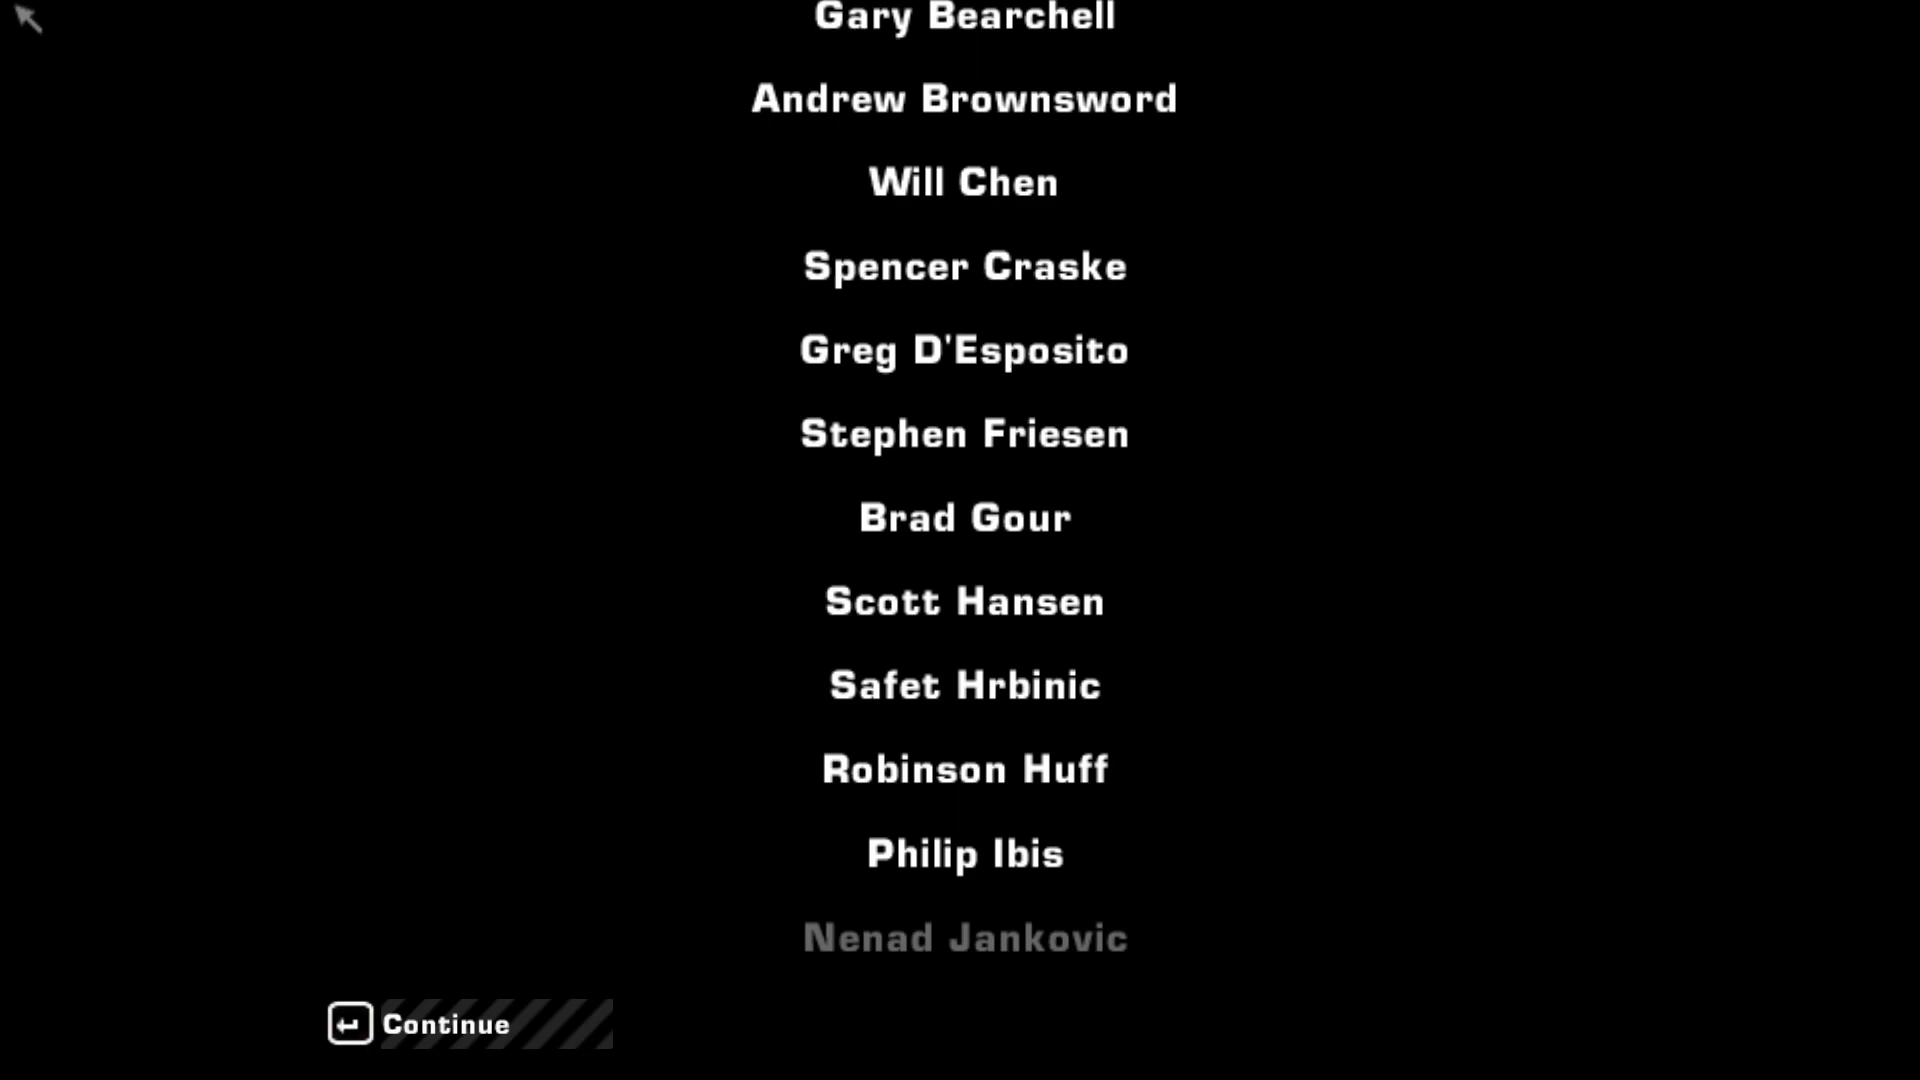 Gary Bearchell
Andrew Brownsword
Will Chen
Spencer Craske
Greg D'Esposito
Stephen Friesen
Brad Gour
Scott Hansen
Safet Hrbinic
Robinson Huff
Philip Ibis
Nenad Jankovic
Continue